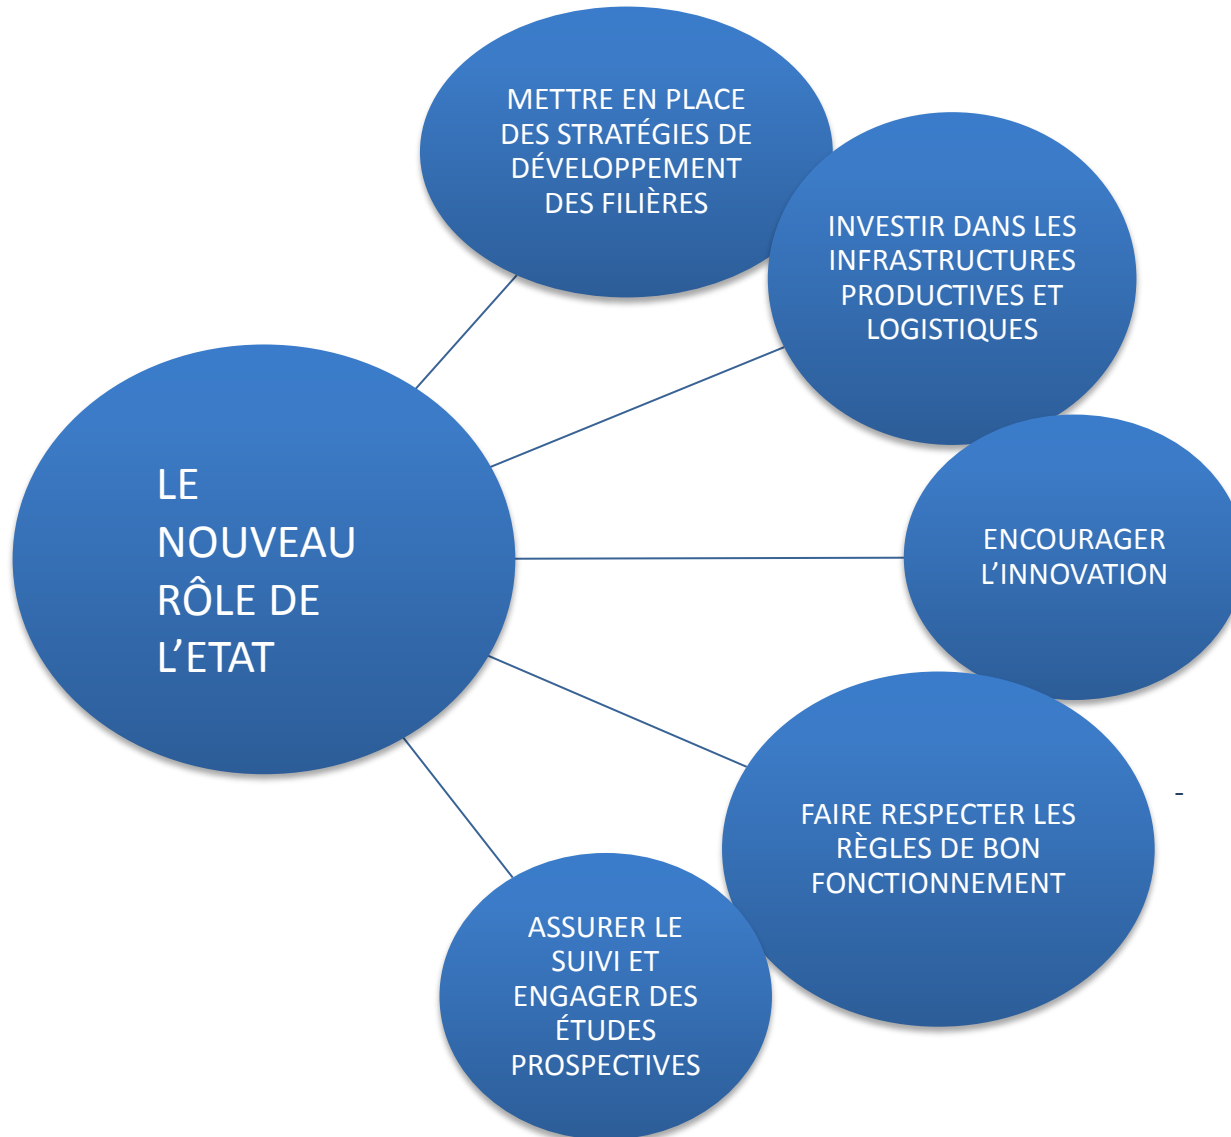 METTRE EN PLACE
DES STRATÉGIES DE
DÉVELOPPEMENT
DES FILIÈRES
INVESTIR DANS LES
INFRASTRUCTURES
PRODUCTIVES ET
LOGISTIQUES
LE
NOUVEAU
RÔLE DE
L’ETAT
ENCOURAGER
L’INNOVATION
FAIRE RESPECTER LES
RÈGLES DE BON
FONCTIONNEMENT
-
ASSURER LE
SUIVI ET
ENGAGER DES
ÉTUDES
PROSPECTIVES